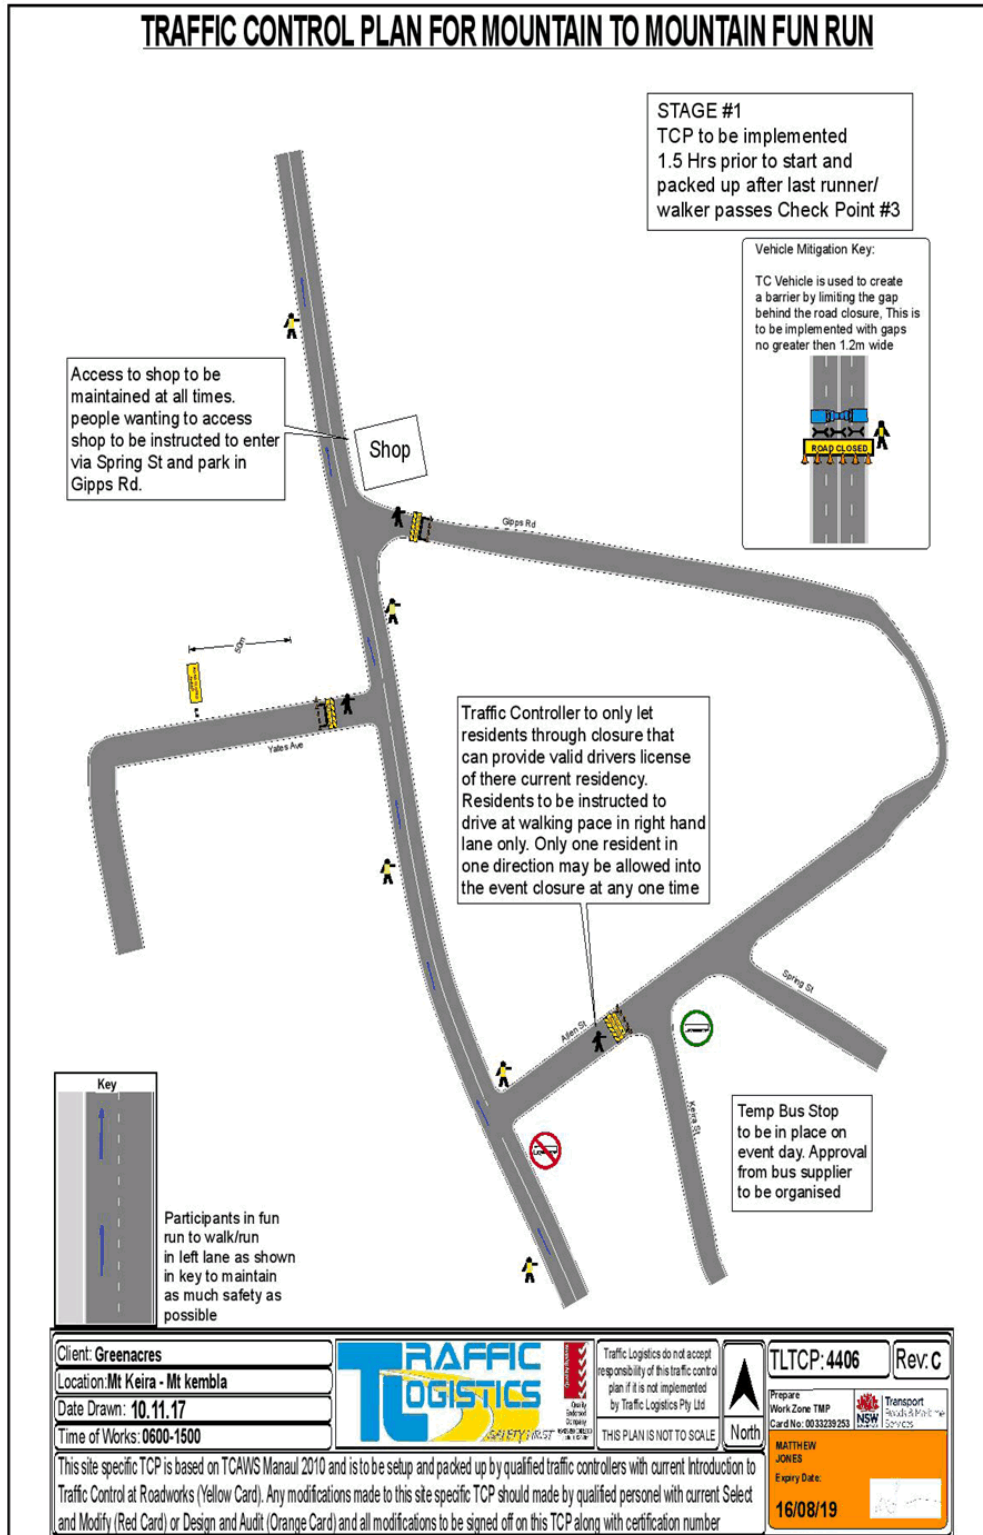 TRAFFIC CONTROL PLAN FOR MOUNTAIN TO MOUNTAIN FUN RUN
STAGE #1
TCP to be implemented
1.5 Hrs prior to start and
packed up after last runner/
walker passes Check Point #3
Vehicle Mitigation Key:
TC Vehicle is used to create
a barrier by limiting the gap
behind the road closure, This is
to be implemented with gaps
no greater then 1.2m wide
ROAD CLOSED
Access to shop to be
maintained at all times.
people wanting to access
shop to be instructed to enter
via Spring St and park in
Gipps Rd.
Shop
Gipps Rd
50m
Yates Ave
Traffic Controller to only let
residents through closure that
can provide valid drivers license
of there current residency.
Residents to be instructed to
drive at walking pace in right hand
lane only. Only one resident in
one direction may be allowed into
the event closure at any one time
Spring St
Allen St
Keira St
Temp Bus Stop
to be in place on
event day. Approval
from bus supplier
to be organised
Key
Participants in fun
run to walk/run
in left lane as shown
in key to maintain
as much safety as
possible
Client: Greenacres
Location:Mt Keira - Mt kembla
Date Drawn: 10.11.17
Time of Works: 0600-1500
TRAFFIC
LOGISTICS
SAFETY FIRST
Quality
Endorsed
Company
Traffic Logistics do not accept
responsibility of this traffic control
plan if it is not implemented
by Traffic Logistics Pty Ltd
THIS PLAN IS NOT TO SCALE
North
TLTCP: 4406
Rev: C
Prepare
Work Zone TMP
Card No: 0033239253
NSW
Transport
Roads & Maritime
Services
MATTHEW
JONES
Expiry Date:
16/08/19
This site specific TCP is based on TCAWS Manaul 2010 and is to be setup and packed up by qualified traffic controllers with current Introduction to
Traffic Control at Roadworks (Yellow Card). Any modifications made to this site specific TCP should made by qualified personel with current Select
and Modify (Red Card) or Design and Audit (Orange Card) and all modifications to be signed off on this TCP along with certification number